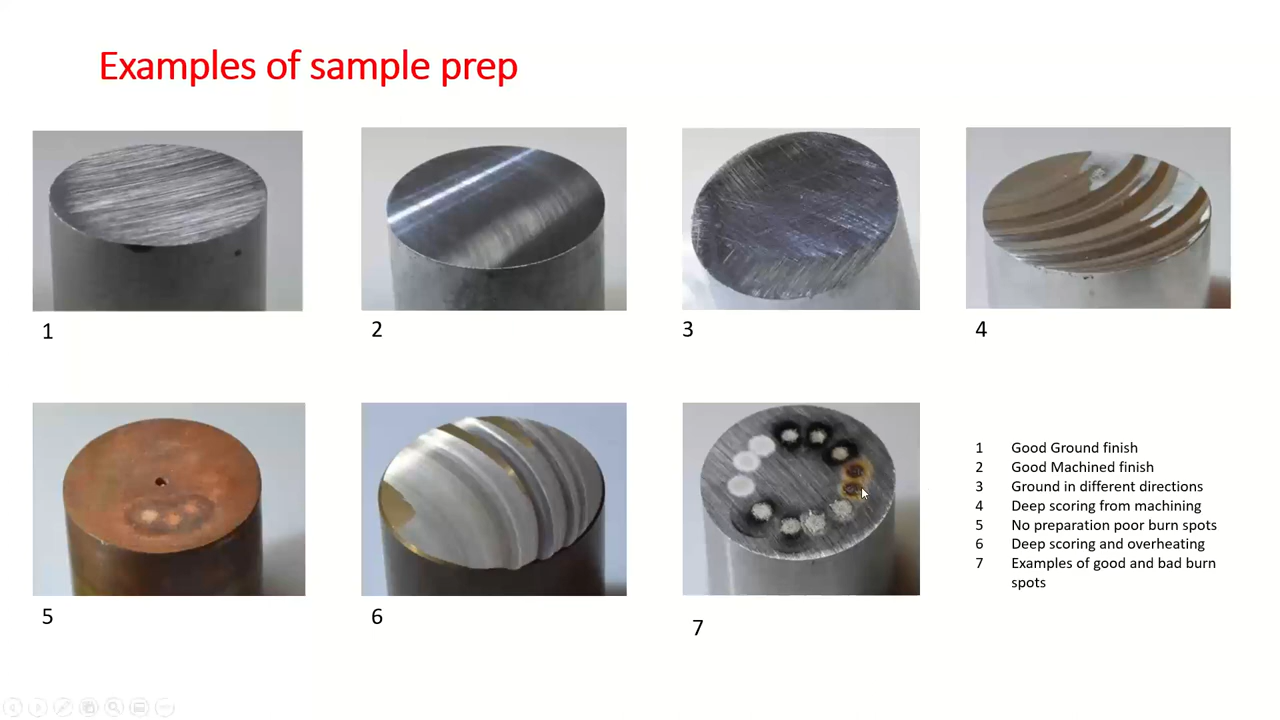 Examples of sample prep
1
2
3
4
5
6
7
1 Good Ground finish
2 Good Machined finish
3 Ground in different directions
4 Deep scoring from machining
5 No preparation poor burn spots
6 Deep scoring and overheating
7 Examples of good and bad burn
spots